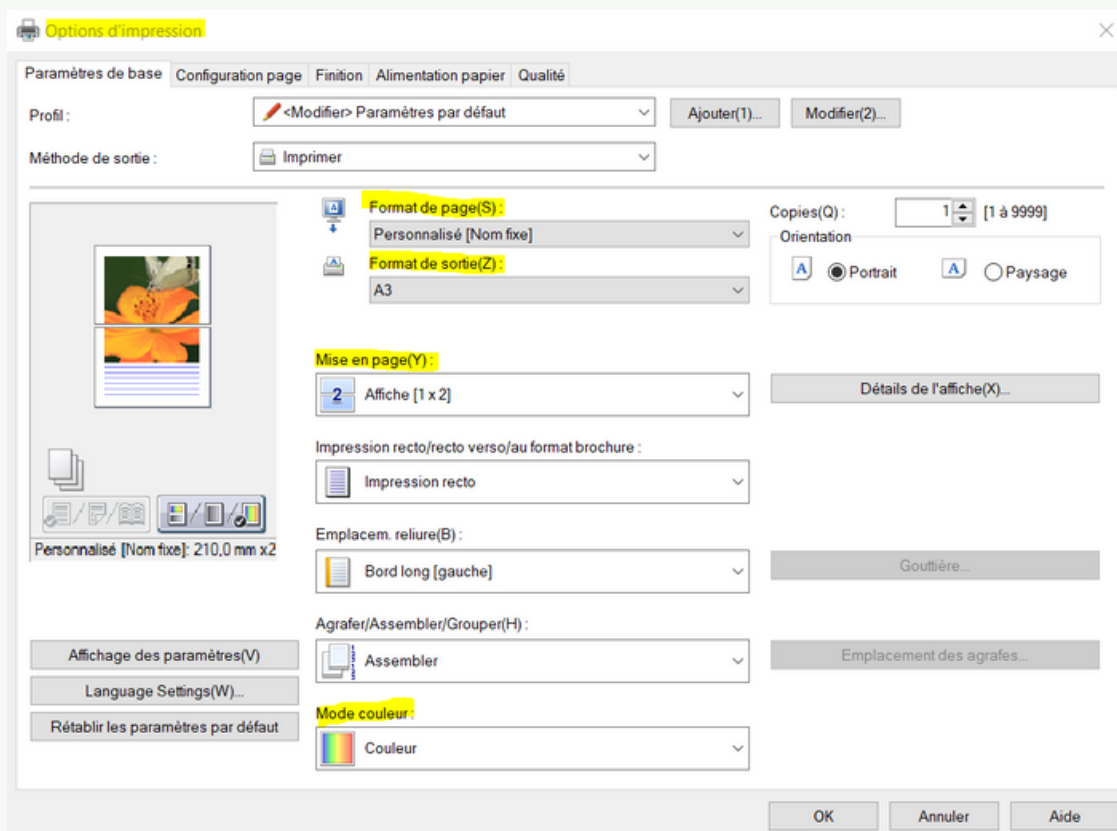 Options d'impression
Paramètres de base Configuration page Finition Alimentation papier Qualité
Profil :
<Modifier> Paramètres par défaut
Ajouter(1)...
Modifier(2)...
Méthode de sortie :
Imprimer
Format de page(S) :
Personnalisé [Nom fixe]
Format de sortie(Z) :
A3
Copies(Q) :
1
[1 à 9999]
Orientation
A
Portrait
A
Paysage
Mise en page(Y) :
2
Affiche [1 x 2]
Détails de l'affiche(X)...
Impression recto/recto verso/au format brochure :
Impression recto
Personnalisé [Nom fixe]: 210,0 mm x2
Emplacem. reliure(B) :
Bord long [gauche]
Gouttière...
Agrafer/Assembler/Grouper(H) :
Assembler
Emplacement des agrafes...
Affichage des paramètres(V)
Language Settings(W)...
Rétablir les paramètres par défaut
Mode couleur :
Couleur
OK
Annuler
Aide